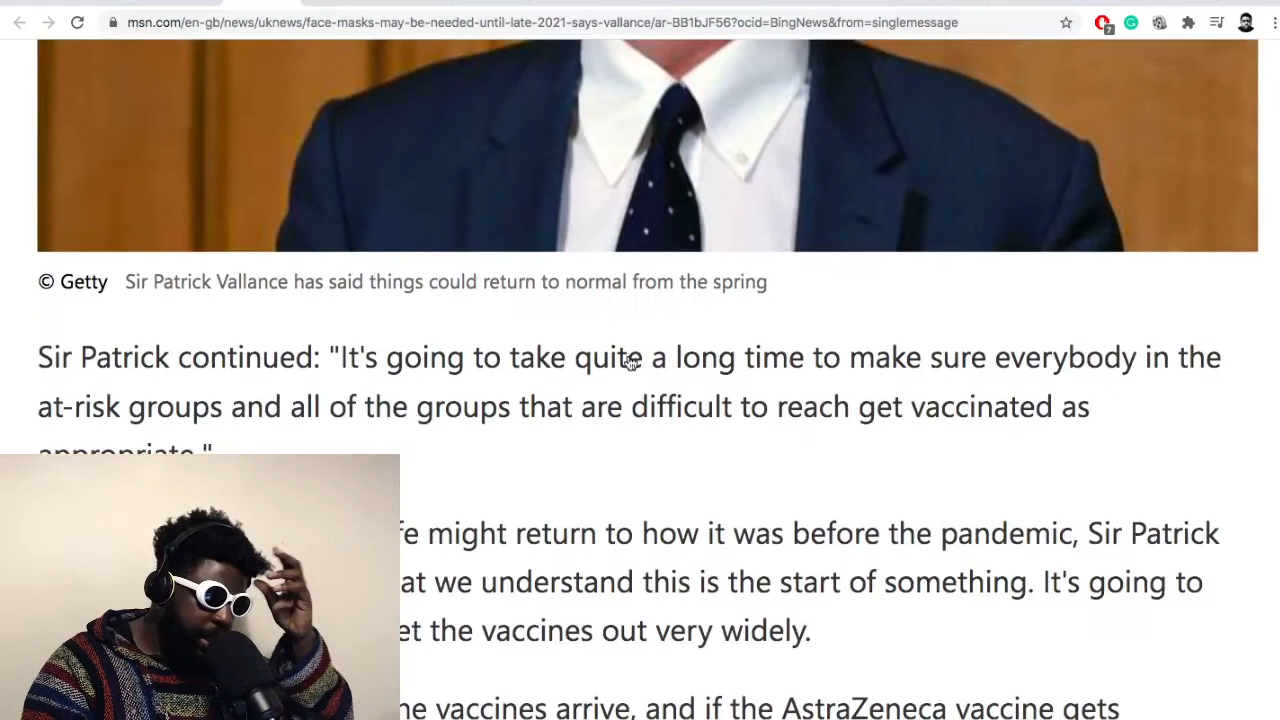 msn.com/en-gb/news/uknews/face-masks-may-be-needed-until-late-2021-says-vallance/ar-BB1bJF56?ocid=BingNews&from=singlemessage
7
© Getty Sir Patrick Vallance has said things could return to normal from the spring
Sir Patrick continued: "It's going to take quite a long time to make sure everybody in the
at-risk groups and all of the groups that are difficult to reach get vaccinated as
appropriate."
might return to how it was before the pandemic, Sir Patrick
we understand this is the start of something. It's going to
the vaccines out very widely.
vaccines arrive, and if the AstraZeneca vaccine gets